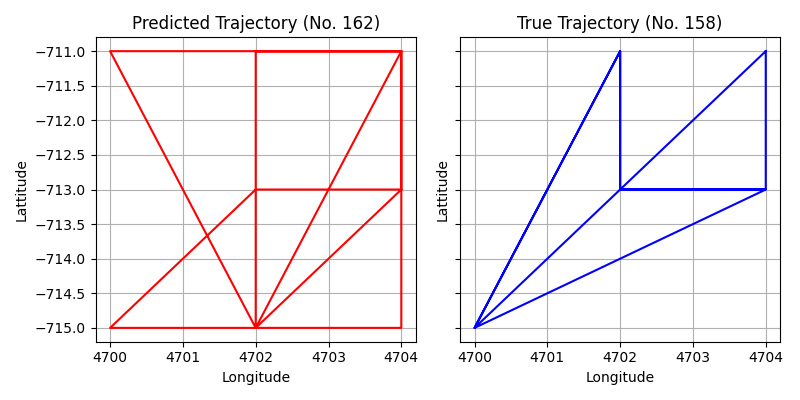 Predicted Trajectory (No. 162)
True Trajectory (No. 158)
−711.0
−711.5
−712.0
−712.5
−713.0
−713.5
−714.0
−714.5
−715.0
Lattitude
Lattitude
4700 4701 4702 4703 4704
4700 4701 4702 4703 4704
Longitude
Longitude